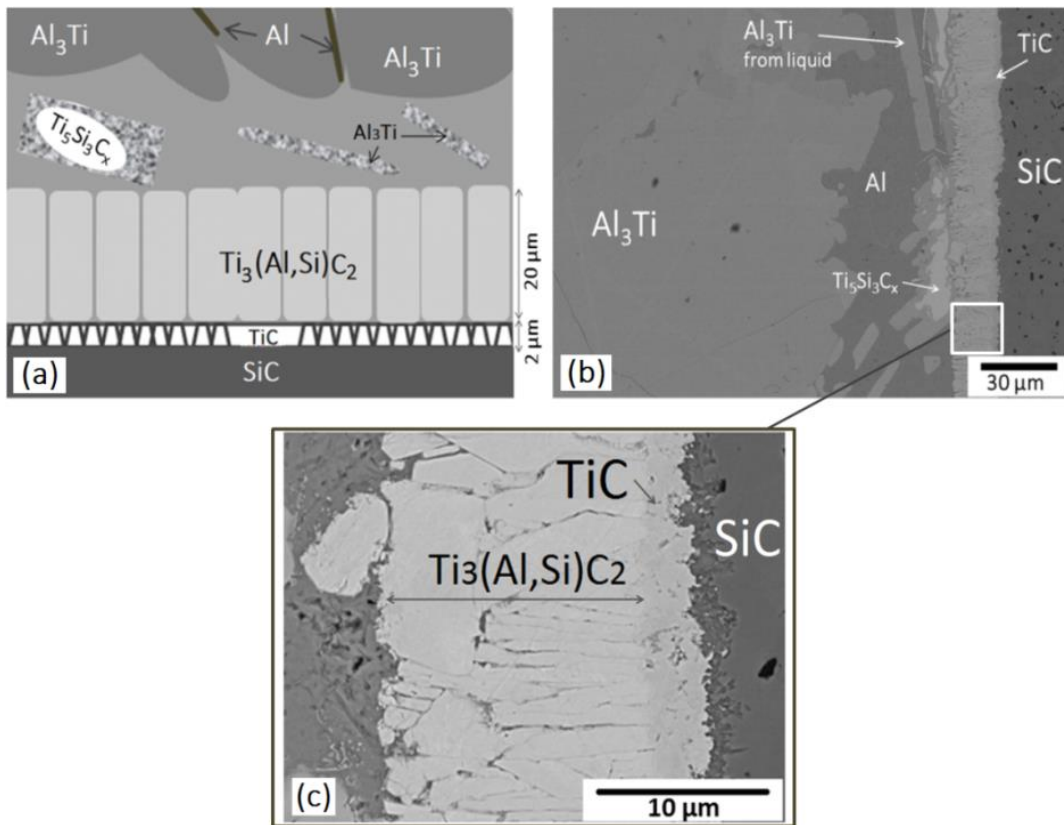 Al₃Ti
Al
Al₃Ti
Ti₅Si₃Cₓ
Al₃Ti
Ti₃(Al,Si)C₂
20 µm
TiC
2 µm
SiC
(a)
(b)
Al₃Ti
from liquid
TiC
SiC
Al
Al₃Ti
Ti₅Si₃Cₓ
30 µm
TiC
SiC
Ti3(Al,Si)C2
(c)
10 µm